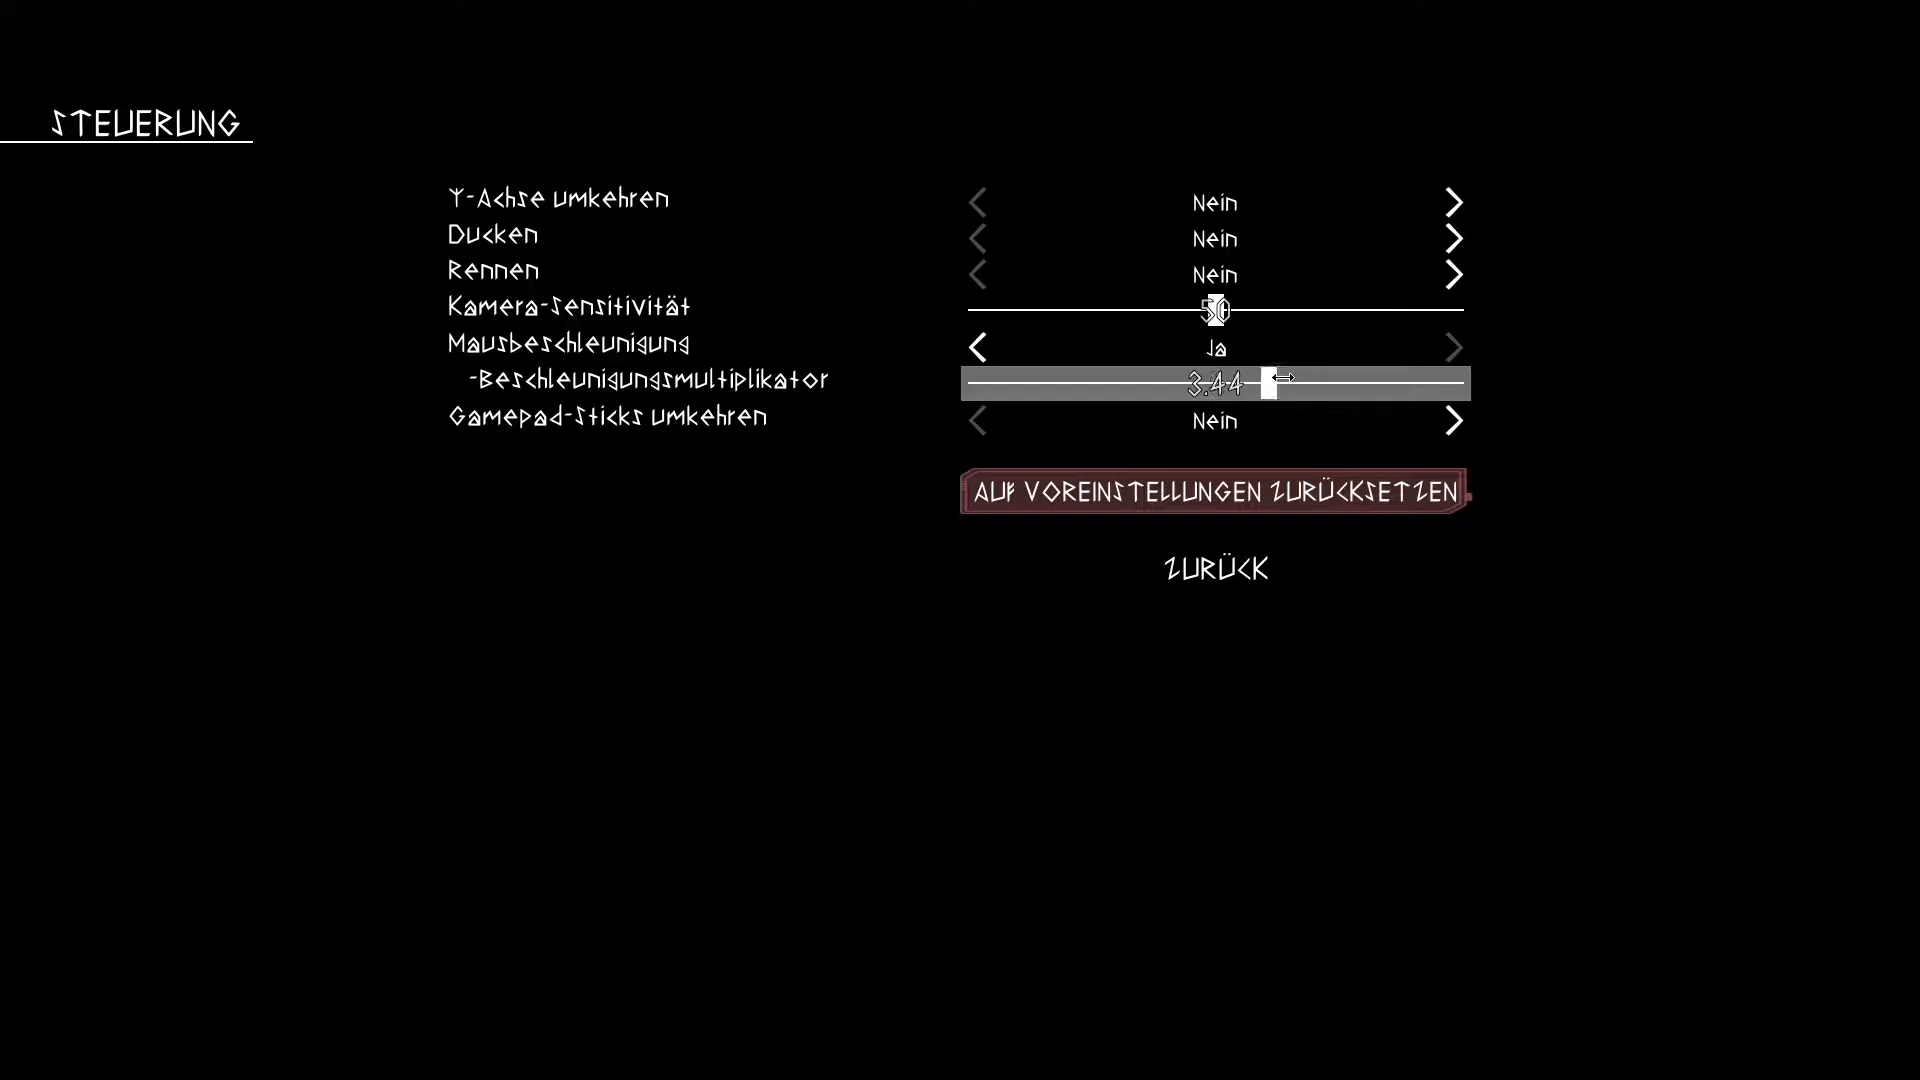 STEUERUNG
Y-Achse umkehren Nein
Ducken Nein
Rennen Nein
Kamera-Sensitivität 50
Mausbeschleunigung Ja
-Beschleunigungsmultiplikator 3.44
Gamepad-Sticks umkehren Nein
AUF VOREINSTELLUNGEN ZURÜCKSETZEN
ZURÜCK